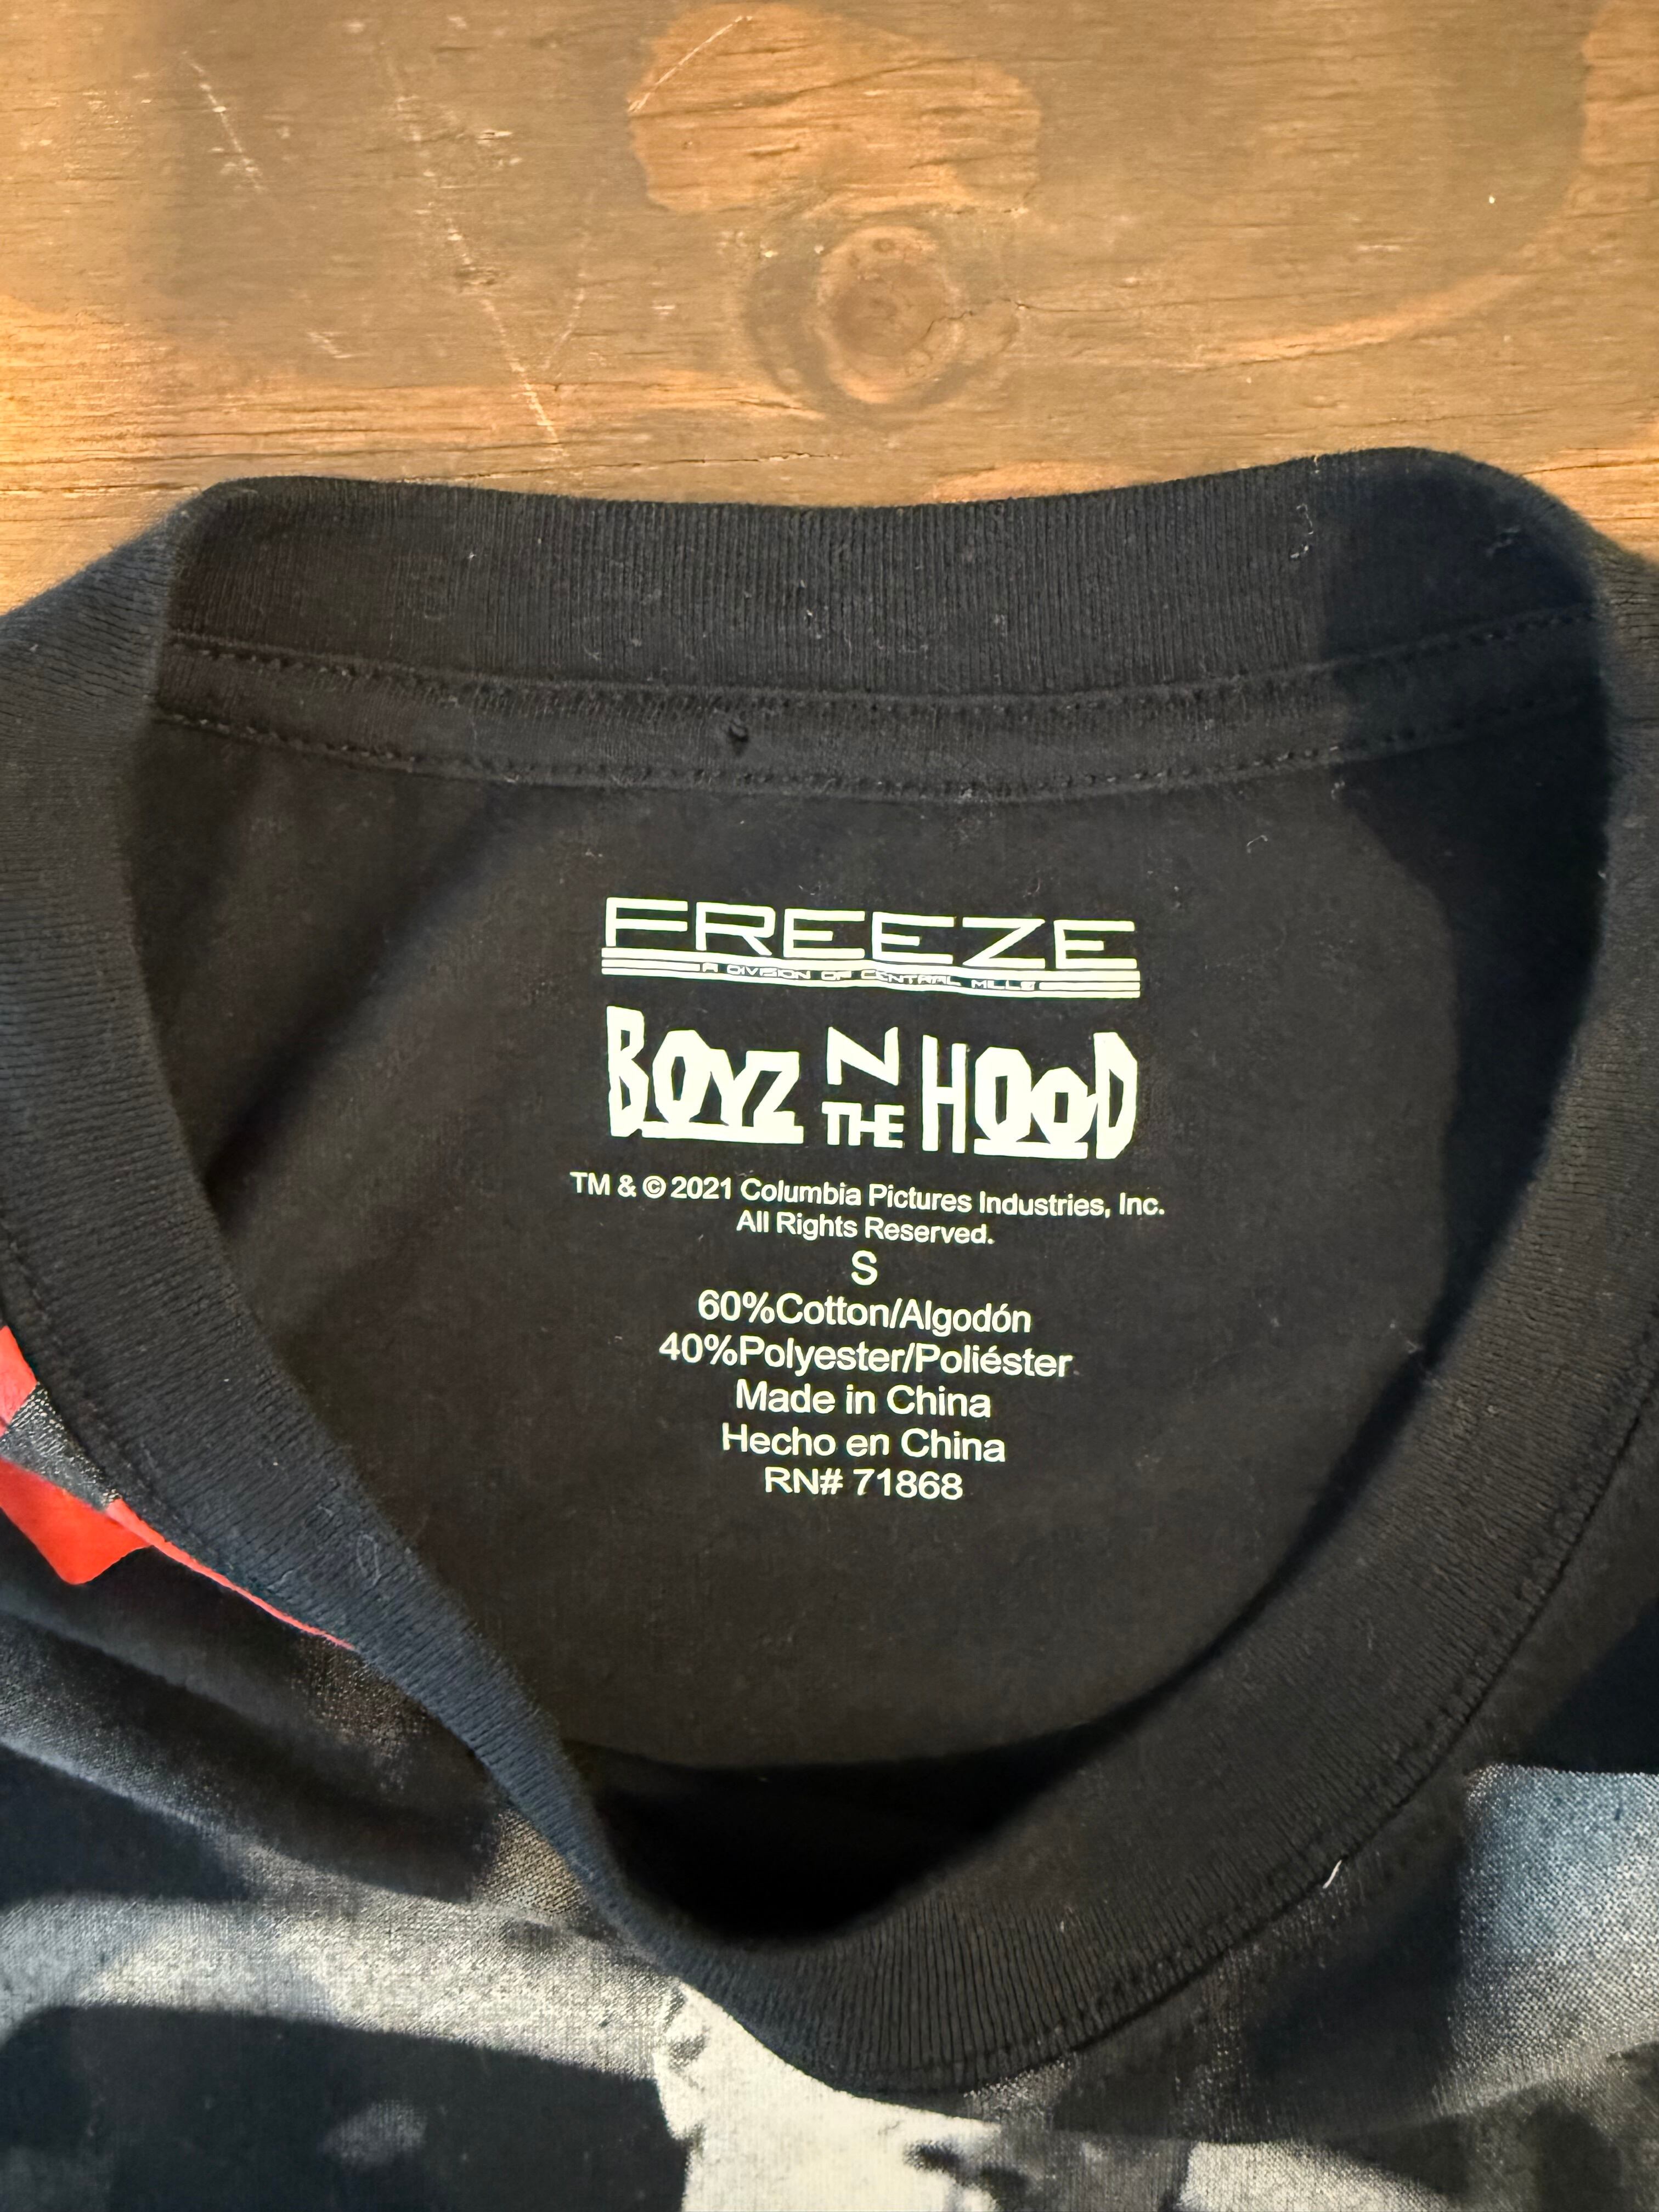 FREEZE
A DIVISION OF CENTRAL MILLS
BOYZ N THE HOOD
TM & © 2021 Columbia Pictures Industries, Inc.
All Rights Reserved.
S
60%Cotton/Algodón
40%Polyester/Poliéster
Made in China
Hecho en China
RN# 71868